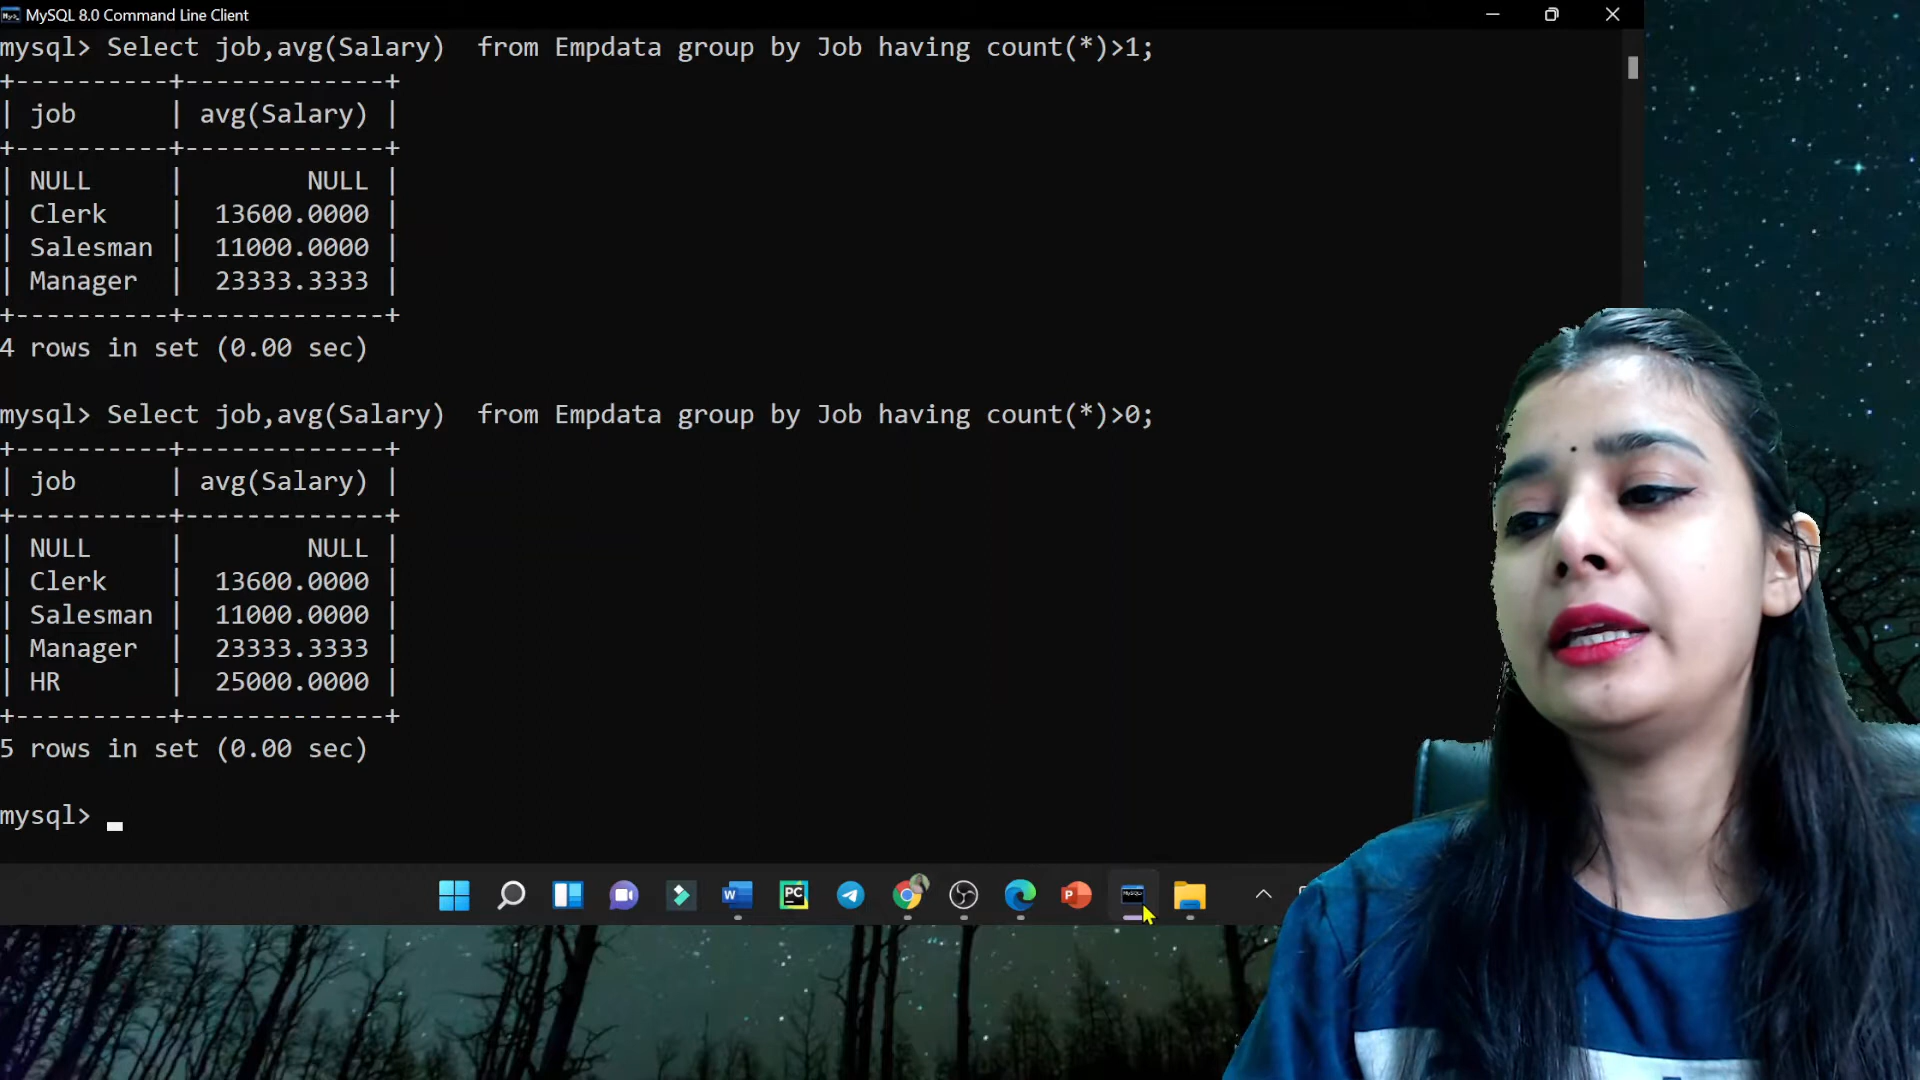 MySQL 8.0 Command Line Client
mysql> Select job,avg(Salary)  from Empdata group by Job having count(*)>1;
+----------+-------------+
| job      | avg(Salary) |
+----------+-------------+
| NULL     |        NULL |
| Clerk    |  13600.0000 |
| Salesman |  11000.0000 |
| Manager  |  23333.3333 |
+----------+-------------+
4 rows in set (0.00 sec)
mysql> Select job,avg(Salary)  from Empdata group by Job having count(*)>0;
+----------+-------------+
| job      | avg(Salary) |
+----------+-------------+
| NULL     |        NULL |
| Clerk    |  13600.0000 |
| Salesman |  11000.0000 |
| Manager  |  23333.3333 |
| HR       |  25000.0000 |
+----------+-------------+
5 rows in set (0.00 sec)
mysql>
W
PC
P
MySQL